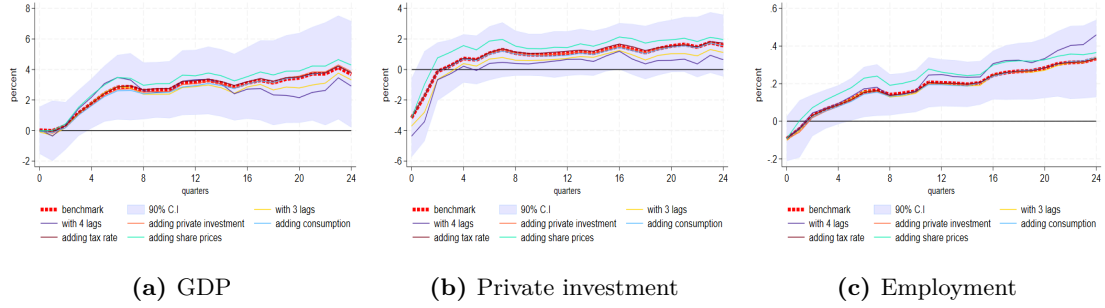 percent
8
6
4
2
0
-2
0 4 8 12 16 20 24
quarters
benchmark 90% C.I with 3 lags
with 4 lags adding private investment adding consumption
adding tax rate adding share prices
(a) GDP
percent
4
2
0
-2
-4
-6
0 4 8 12 16 20 24
quarters
benchmark 90% C.I with 3 lags
with 4 lags adding private investment adding consumption
adding tax rate adding share prices
(b) Private investment
percent
.6
.4
.2
0
-.2
0 4 8 12 16 20 24
quarters
benchmark 90% C.I with 3 lags
with 4 lags adding private investment adding consumption
adding tax rate adding share prices
(c) Employment